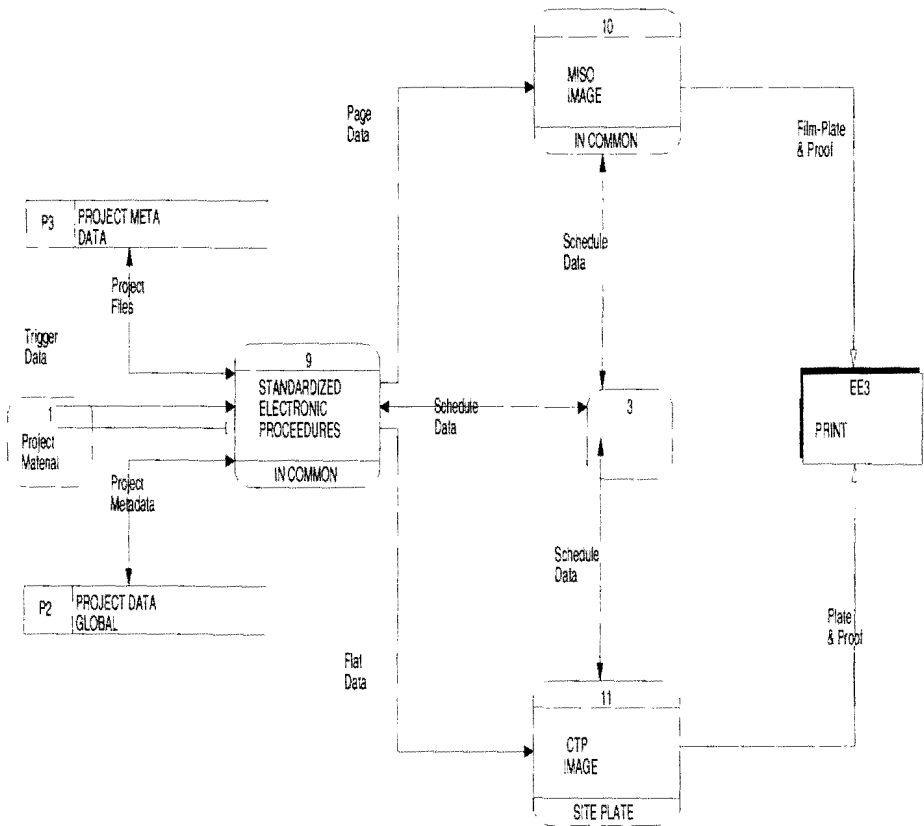 10
MISO
IMAGE
IN COMMON
Page
Data
Film-Plate
& Proof
P3
PROJECT META
DATA
Schedule
Data
Project
Files
Trigger
Data
9
STANDARDIZED
ELECTRONIC
PROCEEDURES
IN COMMON
1
Project
Material
Schedule
Data
3
EE3
PRINT
Project
Metadata
Schedule
Data
P2
PROJECT DATA
GLOBAL
Plate
& Proof
Flat
Data
11
CTP
IMAGE
SITE PLATE